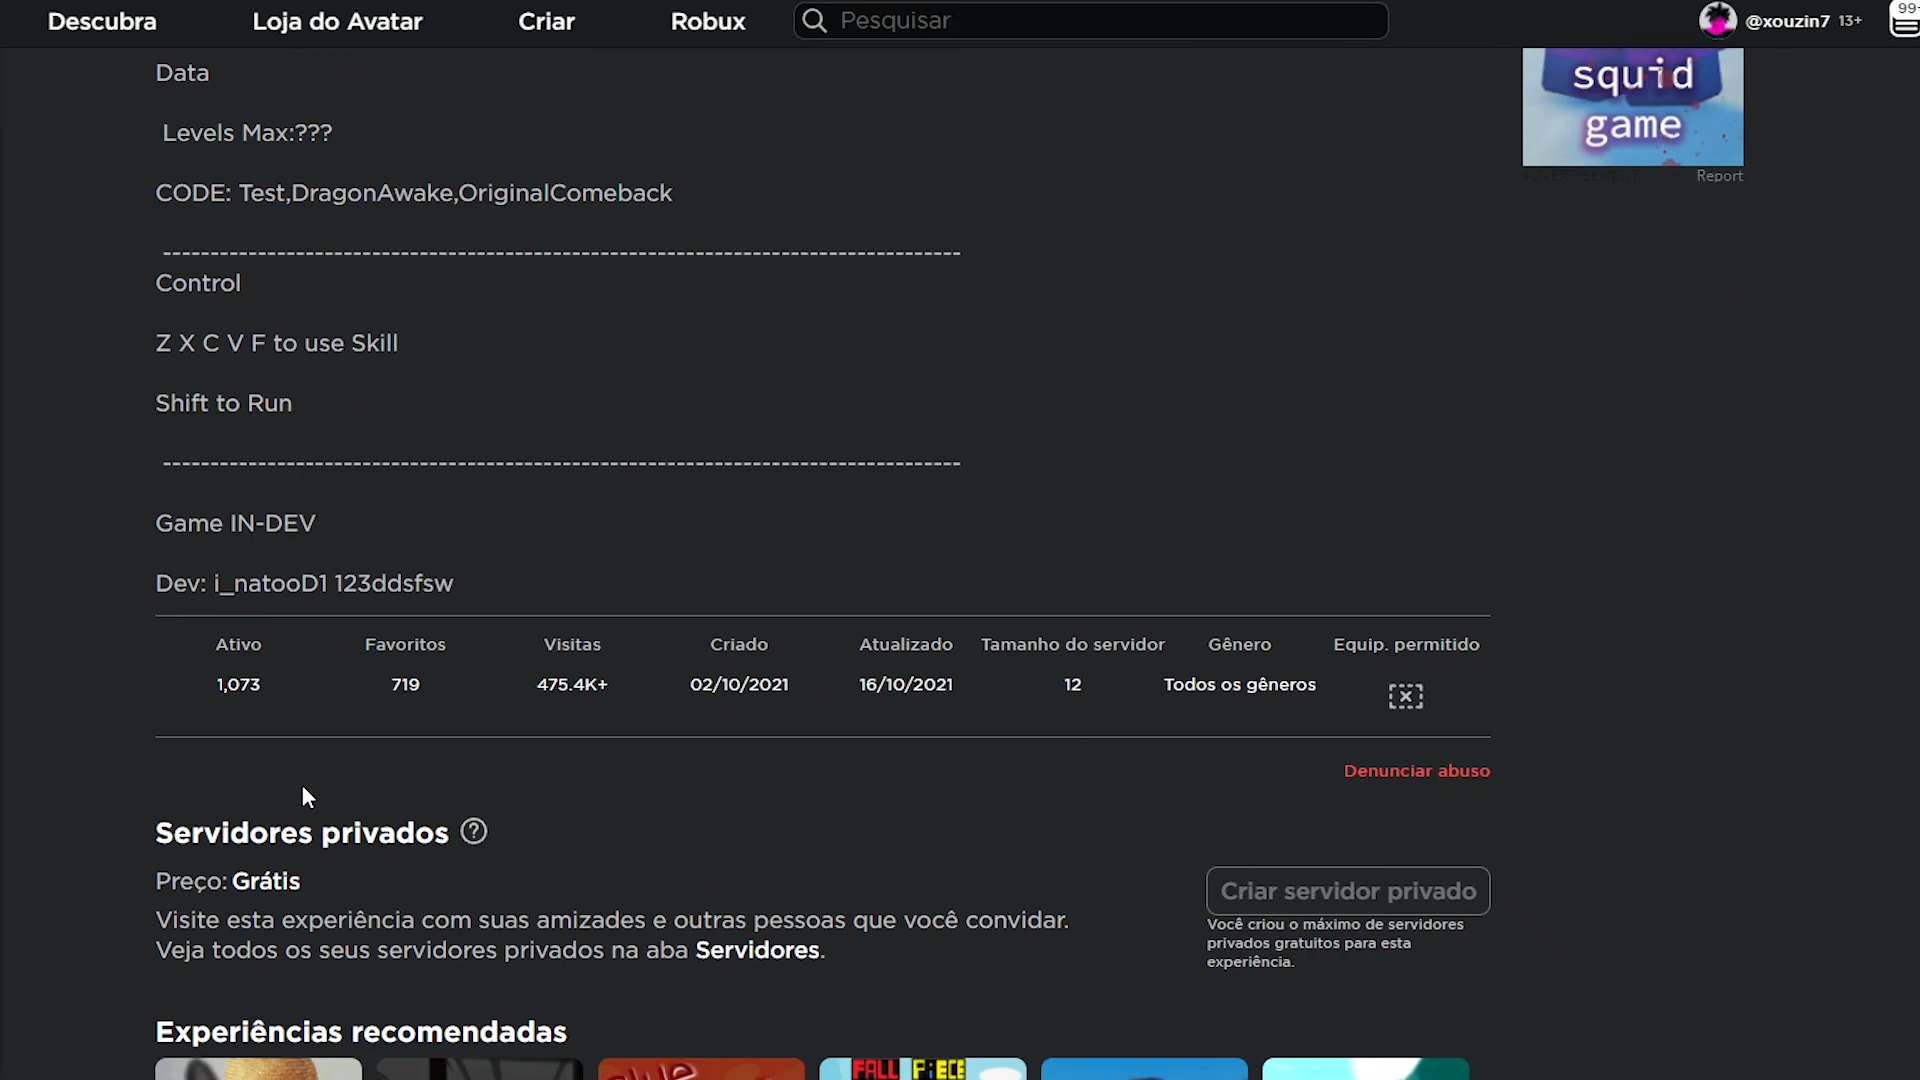 Descubra Loja do Avatar Criar Robux Pesquisar @xouzin7 13+ 99+
squid
game
Report
Data
Levels Max:???
CODE: Test,DragonAwake,OriginalComeback
--------------------------------------------------------------------------------
Control
Z X C V F to use Skill
Shift to Run
--------------------------------------------------------------------------------
Game IN-DEV
Dev: i_natooD1 123ddsfsw
Ativo Favoritos Visitas Criado Atualizado Tamanho do servidor Gênero Equip. permitido
1,073 719 475.4K+ 02/10/2021 16/10/2021 12 Todos os gêneros
Denunciar abuso
Servidores privados
Preço: Grátis
Visite esta experiência com suas amizades e outras pessoas que você convidar.
Veja todos os seus servidores privados na aba Servidores.
Criar servidor privado
Você criou o máximo de servidores
privados gratuitos para esta
experiência.
Experiências recomendadas
FALL PiECE